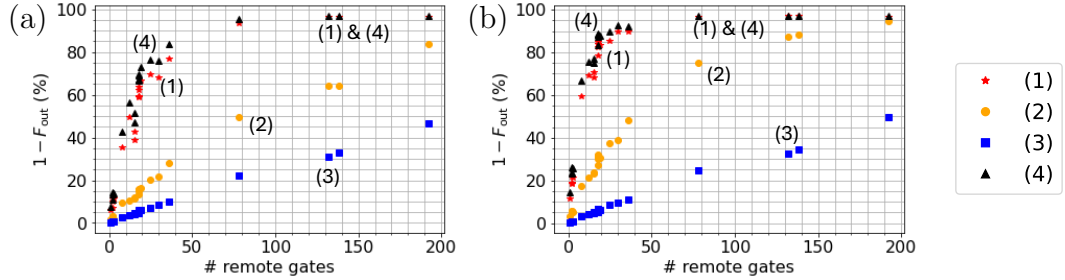 (a)
1 − F_out (%)
100
80
60
40
20
0
(4)
(1)
(1) & (4)
(2)
(3)
0 50 100 150 200
# remote gates
(b)
1 − F_out (%)
100
80
60
40
20
0
(4)
(1)
(1) & (4)
(2)
(3)
0 50 100 150 200
# remote gates
(1)
(2)
(3)
(4)